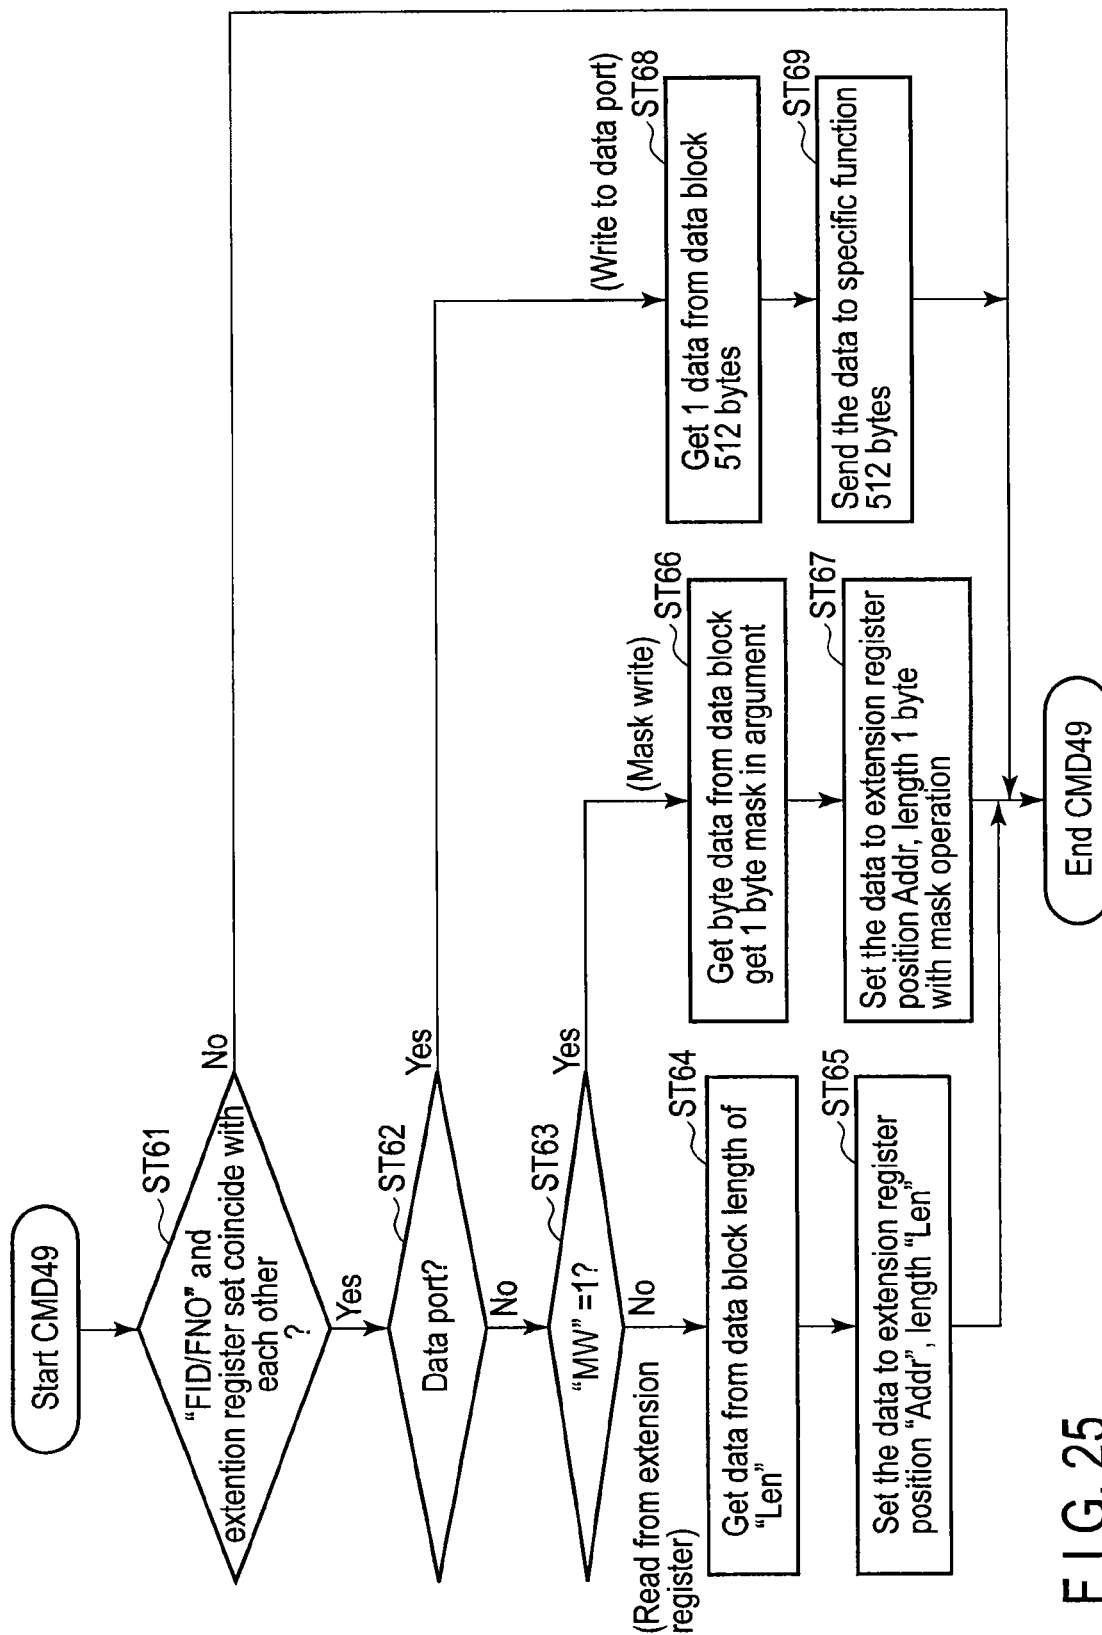 Start CMD49
ST61
“FID/FNO” and
extention register set coincide with
each other
?
No
Yes
ST62
Data port?
Yes
No
ST63
“MW” =1?
Yes
No
(Read from extension
register)
ST64
Get data from data block length of
“Len”
ST65
Set the data to extension register
position “Addr”, length “Len”
(Mask write)
ST66
Get byte data from data block
get 1 byte mask in argument
ST67
Set the data to extension register
position Addr, length 1 byte
with mask operation
(Write to data port)
ST68
Get 1 data from data block
512 bytes
ST69
Send the data to specific function
512 bytes
End CMD49
F I G. 25